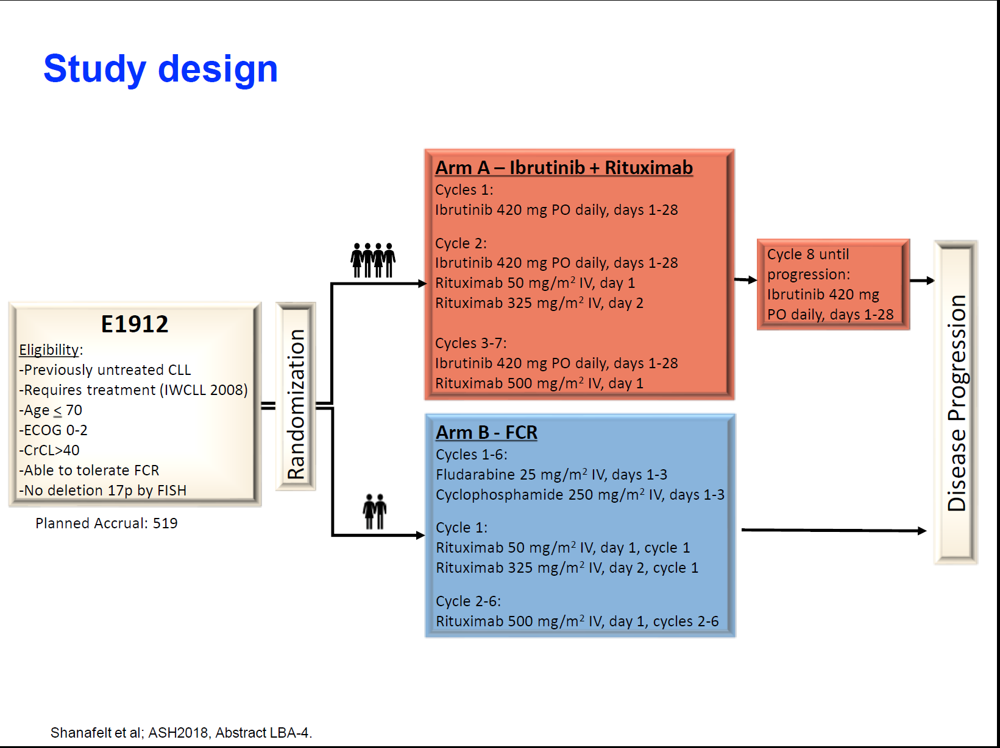 Study design
E1912
Eligibility:
-Previously untreated CLL
-Requires treatment (IWCLL 2008)
-Age ≤ 70
-ECOG 0-2
-CrCL>40
-Able to tolerate FCR
-No deletion 17p by FISH
Planned Accrual: 519
Randomization
Arm A – Ibrutinib + Rituximab
Cycles 1:
Ibrutinib 420 mg PO daily, days 1-28
Cycle 2:
Ibrutinib 420 mg PO daily, days 1-28
Rituximab 50 mg/m² IV, day 1
Rituximab 325 mg/m² IV, day 2
Cycles 3-7:
Ibrutinib 420 mg PO daily, days 1-28
Rituximab 500 mg/m² IV, day 1
Cycle 8 until
progression:
Ibrutinib 420 mg
PO daily, days 1-28
Arm B - FCR
Cycles 1-6:
Fludarabine 25 mg/m² IV, days 1-3
Cyclophosphamide 250 mg/m² IV, days 1-3
Cycle 1:
Rituximab 50 mg/m² IV, day 1, cycle 1
Rituximab 325 mg/m² IV, day 2, cycle 1
Cycle 2-6:
Rituximab 500 mg/m² IV, day 1, cycles 2-6
Disease Progression
Shanafelt et al; ASH2018, Abstract LBA-4.